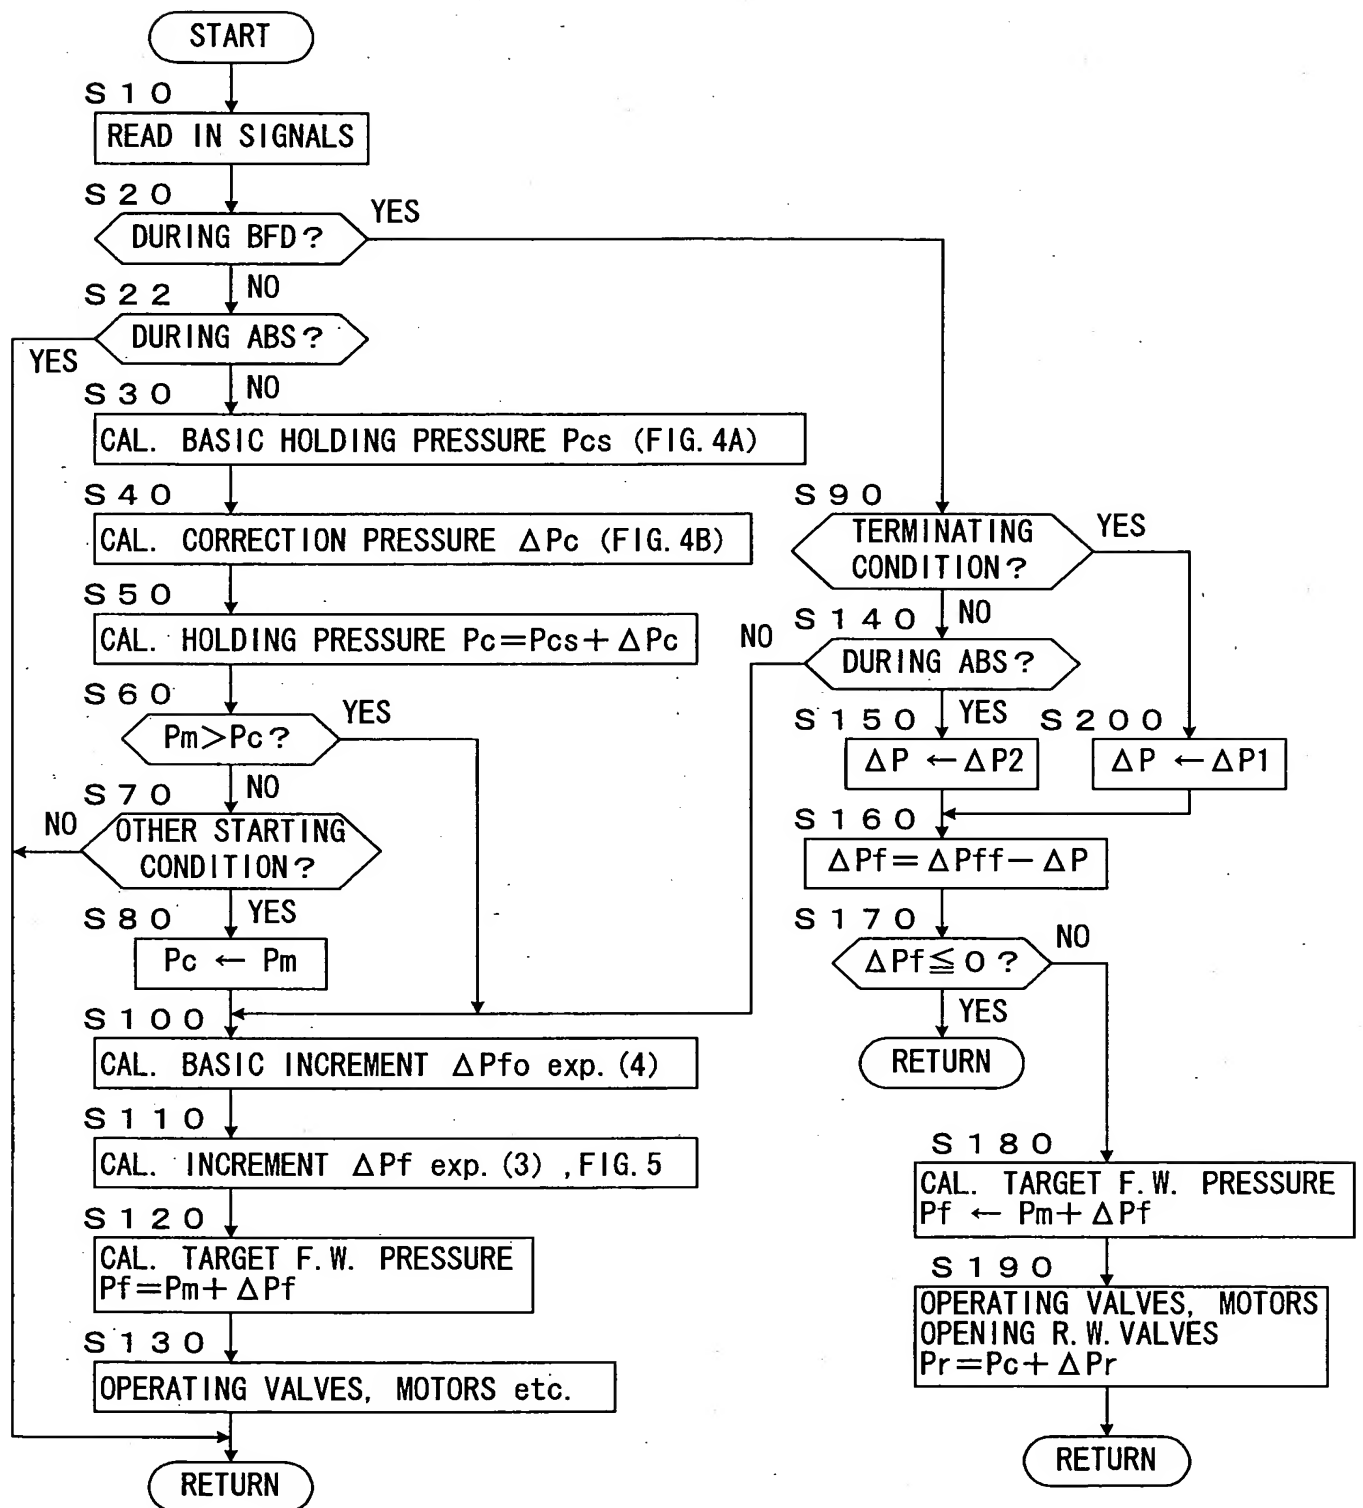 START
S10
READ IN SIGNALS
S20
DURING BFD?
YES
NO
S22
DURING ABS?
YES
NO
S30
CAL. BASIC HOLDING PRESSURE Pcs (FIG. 4A)
S40
CAL. CORRECTION PRESSURE ΔPc (FIG. 4B)
S50
CAL. HOLDING PRESSURE Pc=Pcs+ΔPc
S60
Pm>Pc?
YES
NO
S70
OTHER STARTING
CONDITION?
NO
YES
S80
Pc ← Pm
S100
CAL. BASIC INCREMENT ΔPfo exp. (4)
S110
CAL. INCREMENT ΔPf exp. (3) ,FIG. 5
S120
CAL. TARGET F.W. PRESSURE
Pf=Pm+ΔPf
S130
OPERATING VALVES, MOTORS etc.
RETURN
S90
TERMINATING
CONDITION?
YES
NO
S140
DURING ABS?
NO
YES
S150
ΔP ← ΔP2
S200
ΔP ← ΔP1
S160
ΔPf=ΔPff−ΔP
S170
ΔPf≦0?
NO
YES
RETURN
S180
CAL. TARGET F.W. PRESSURE
Pf ← Pm+ΔPf
S190
OPERATING VALVES, MOTORS
OPENING R.W. VALVES
Pr=Pc+ΔPr
RETURN